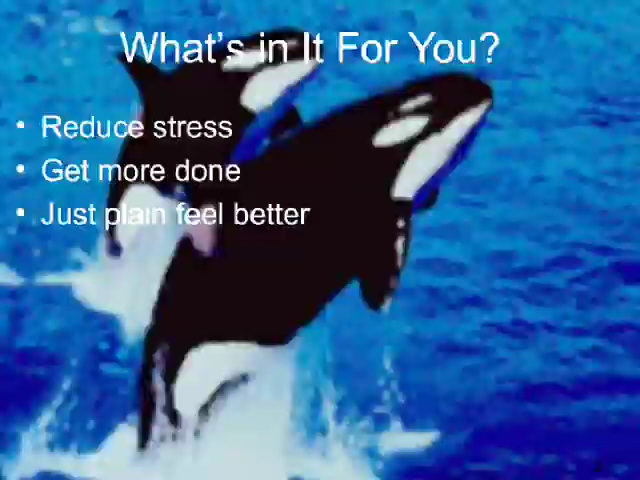 What's in It For You?
• Reduce stress
• Get more done
• Just plain feel better